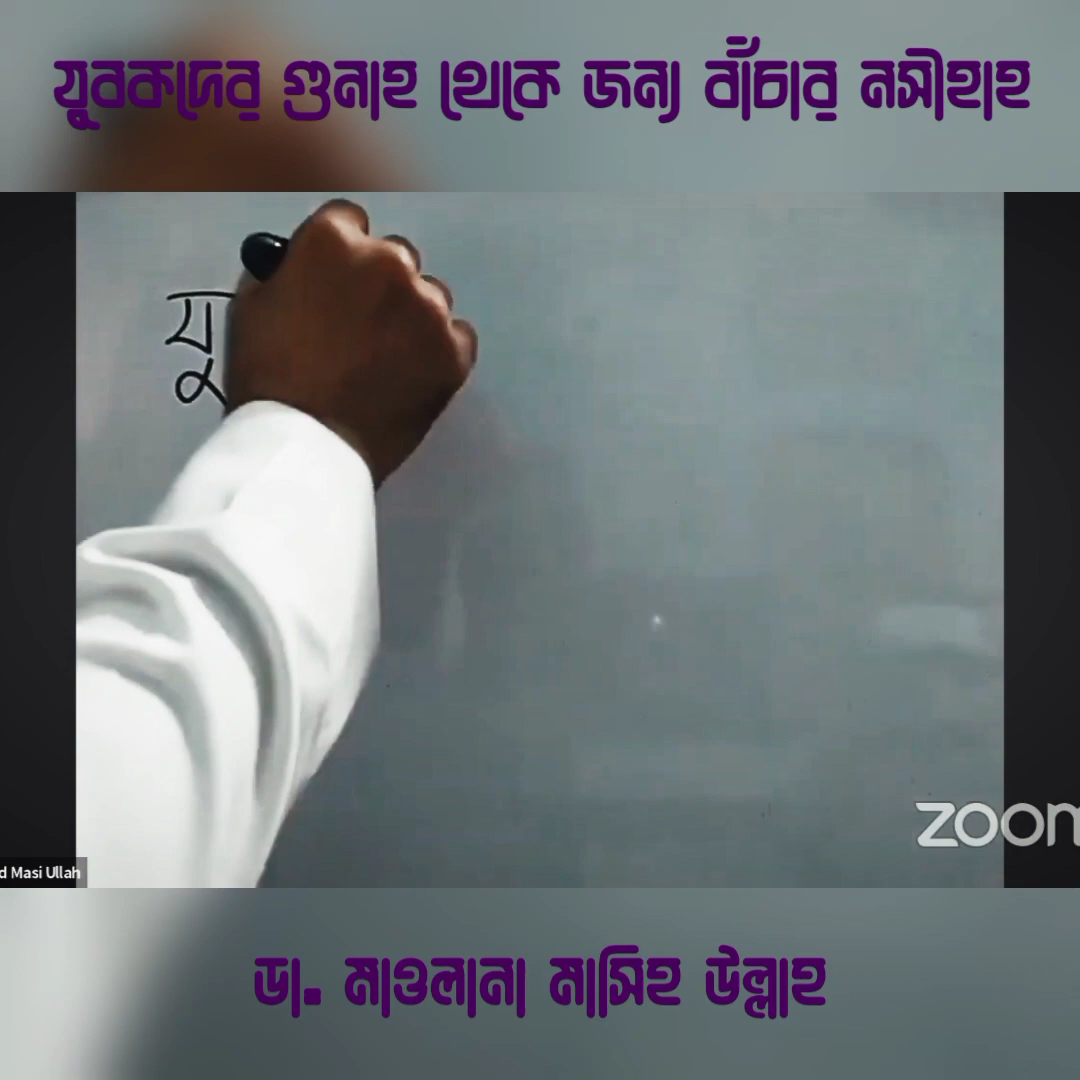 যুবকদের গুনাহ থেকে জন্য বাঁচার নসীহাহ
যু
zoom
d Masi Ullah
ডা. মাওলানা মাসিহ উল্লাহ